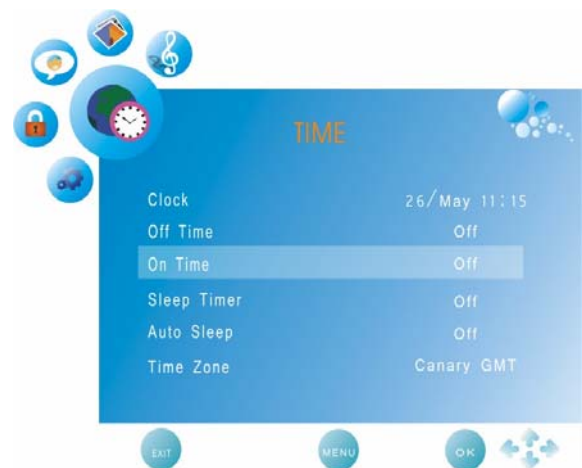 TIME
Clock 26/May 11:15
Off Time Off
On Time Off
Sleep Timer Off
Auto Sleep Off
Time Zone Canary GMT
EXIT MENU OK